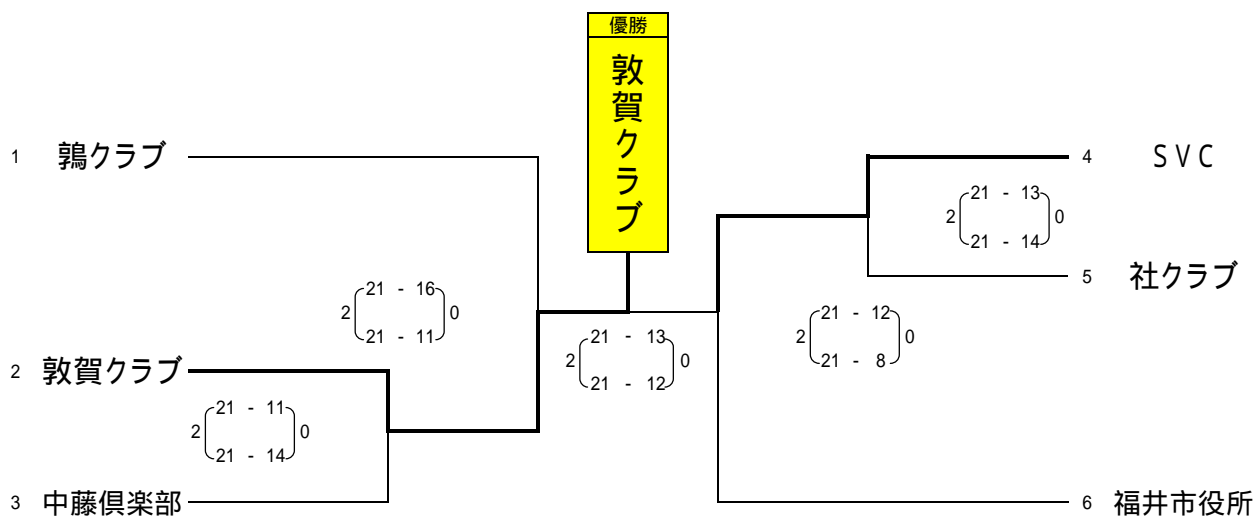 優勝
敦賀クラブ
1 鶉クラブ
4 ＳＶＣ
21 - 13
2 0
21 - 14
5 社クラブ
21 - 16
2 0
21 - 11
21 - 13
2 0
21 - 12
21 - 12
2 0
21 - 8
2 敦賀クラブ
21 - 11
2 0
21 - 14
3 中藤倶楽部
6 福井市役所